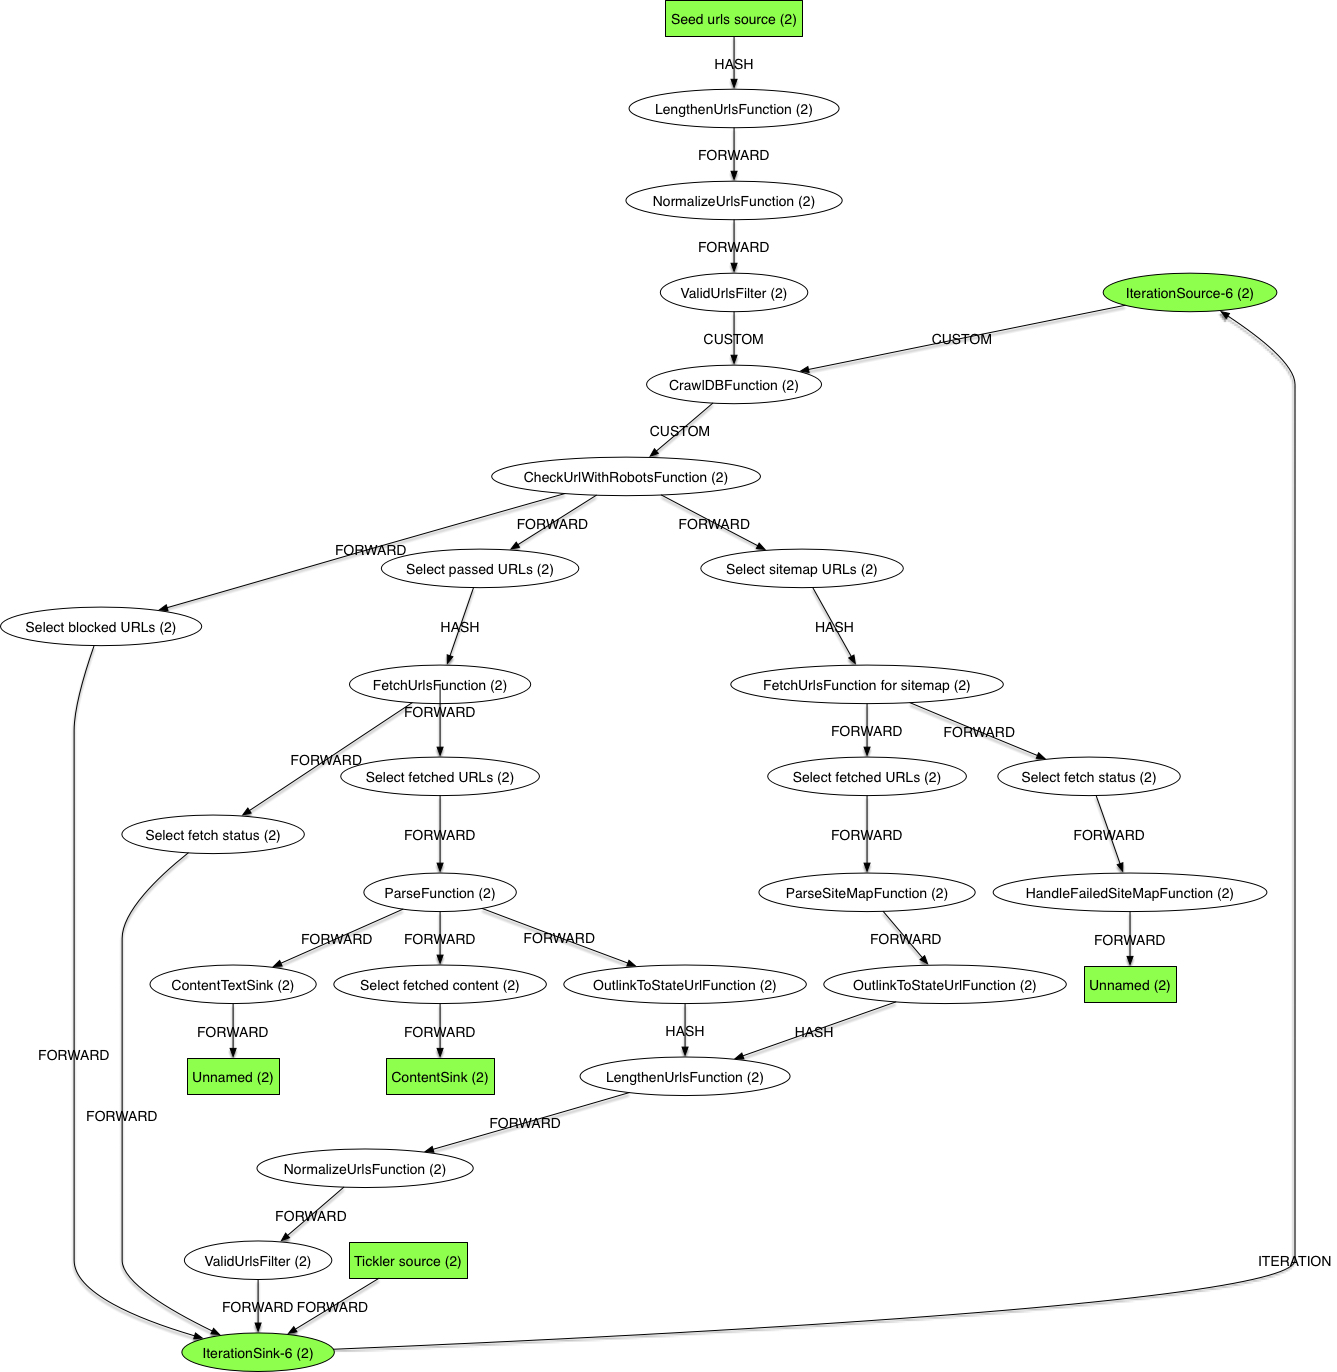 Seed urls source (2)
HASH
LengthenUrlsFunction (2)
FORWARD
NormalizeUrlsFunction (2)
FORWARD
ValidUrlsFilter (2)
IterationSource-6 (2)
CUSTOM
CUSTOM
CrawlDBFunction (2)
CUSTOM
CheckUrlWithRobotsFunction (2)
FORWARD
FORWARD
FORWARD
Select passed URLs (2)
Select sitemap URLs (2)
Select blocked URLs (2)
HASH
HASH
FetchUrlsFunction (2)
FetchUrlsFunction for sitemap (2)
FORWARD
FORWARD
FORWARD
FORWARD
Select fetched URLs (2)
Select fetched URLs (2)
Select fetch status (2)
Select fetch status (2)
FORWARD
FORWARD
FORWARD
ParseFunction (2)
ParseSiteMapFunction (2)
HandleFailedSiteMapFunction (2)
FORWARD
FORWARD
FORWARD
FORWARD
FORWARD
ContentTextSink (2)
Select fetched content (2)
OutlinkToStateUrlFunction (2)
OutlinkToStateUrlFunction (2)
Unnamed (2)
FORWARD
FORWARD
HASH
HASH
FORWARD
Unnamed (2)
ContentSink (2)
LengthenUrlsFunction (2)
FORWARD
FORWARD
NormalizeUrlsFunction (2)
FORWARD
ValidUrlsFilter (2)
Tickler source (2)
ITERATION
FORWARD
FORWARD
IterationSink-6 (2)